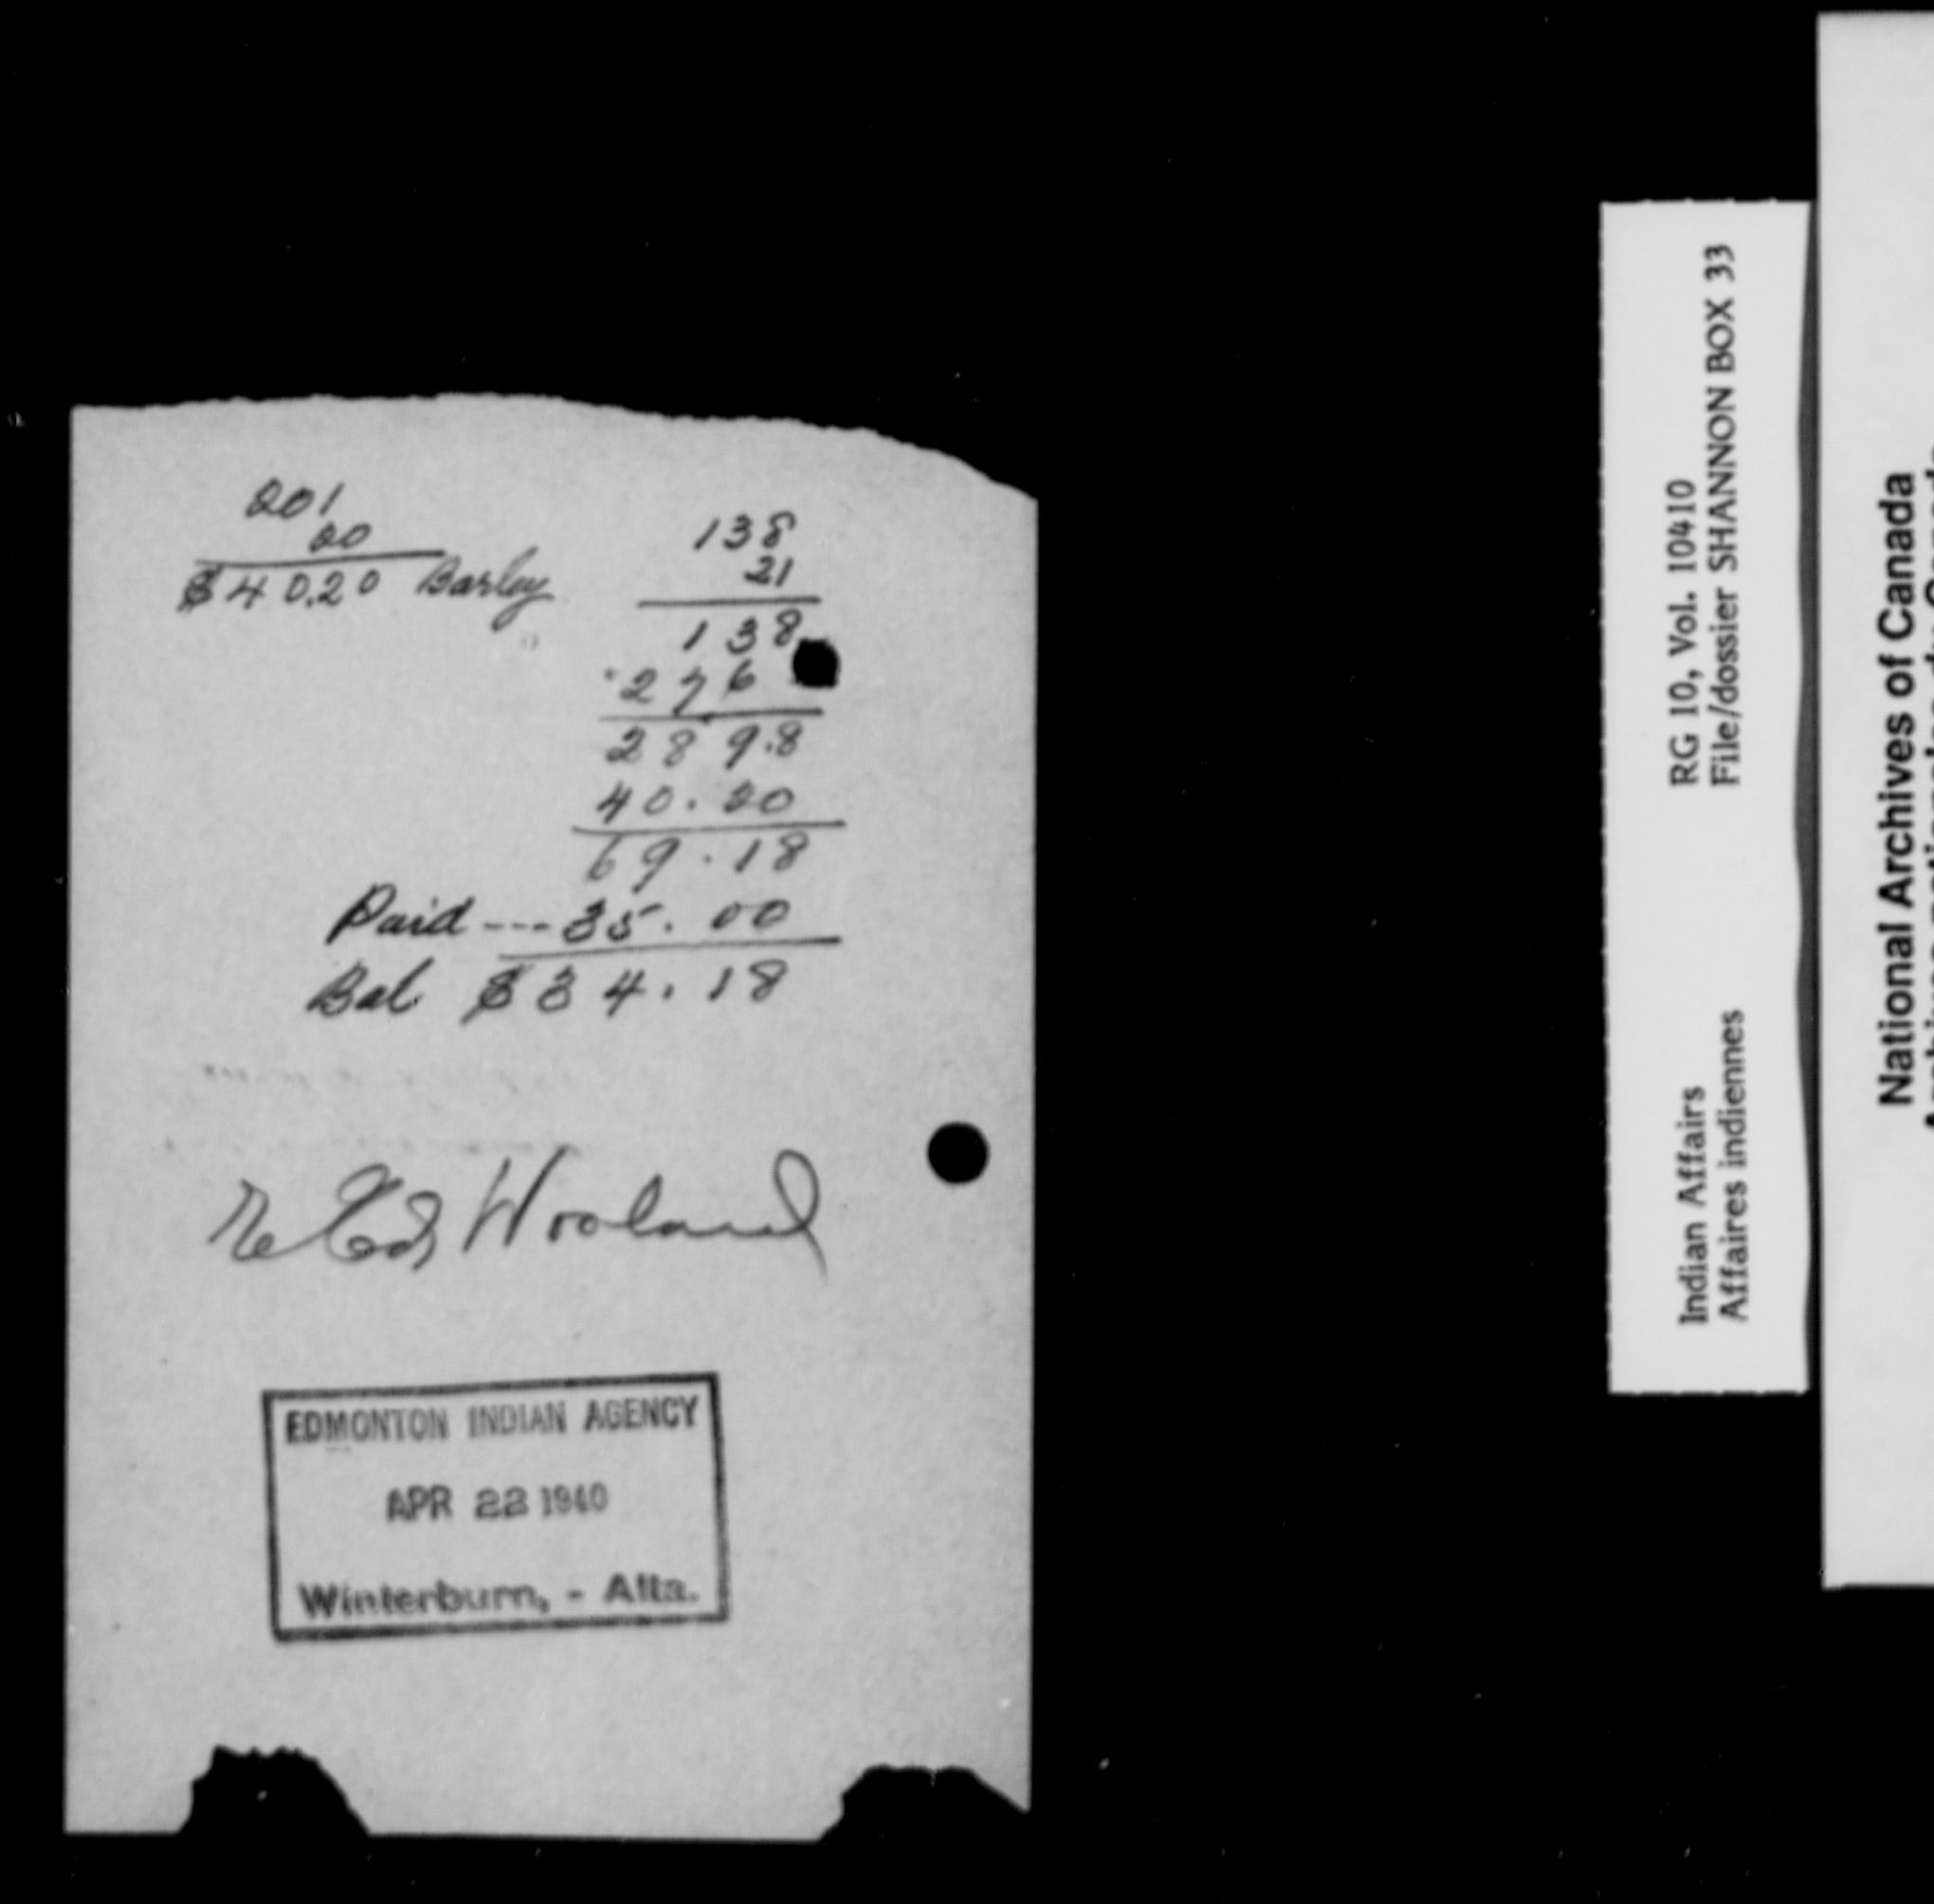 201
20
$40.20 Barley
138
21
138
276
289.8
40.20
69.18
Paid --- 35.00
Bal. $34.18
Re Ed Wooland
EDMONTON INDIAN AGENCY
APR 22 1940
Winterburn, - Alta.
Indian Affairs RG 10, Vol. 10410
Affaires indiennes File/dossier SHANNON BOX 33
National Archives of Canada